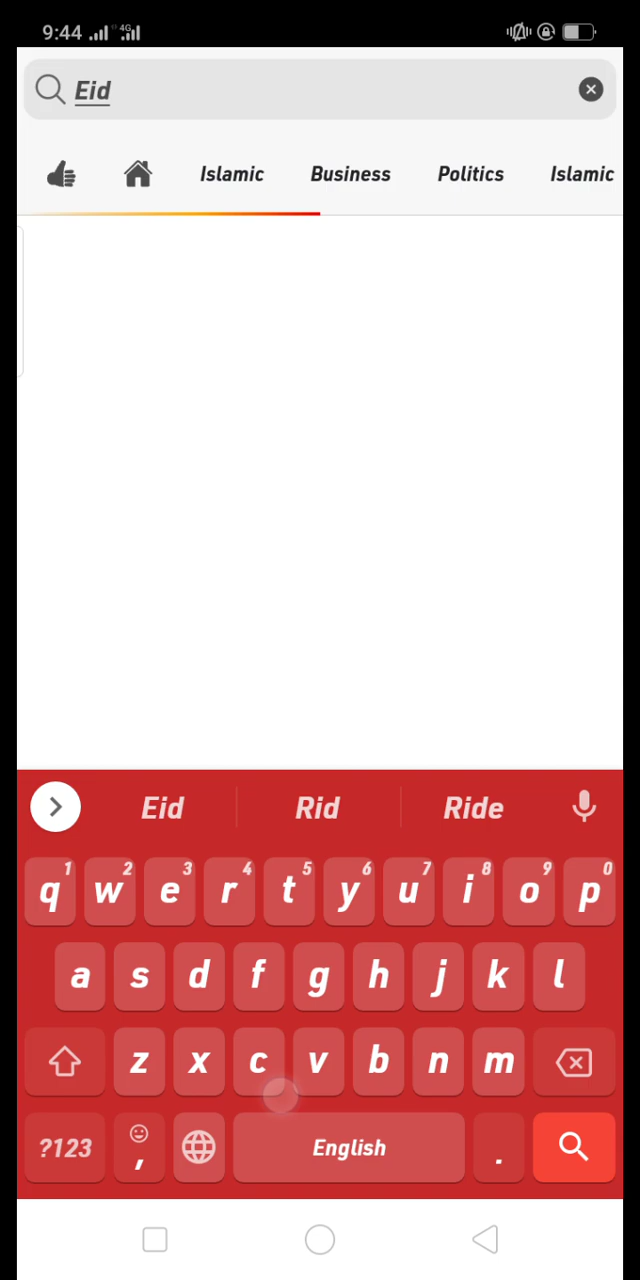 9:44 4G
Eid
Islamic Business Politics Islamic
Eid Rid Ride
q1 w2 e3 r4 t5 y6 u7 i8 o9 p0
a s d f g h j k l
z x c v b n m
?123 , English .